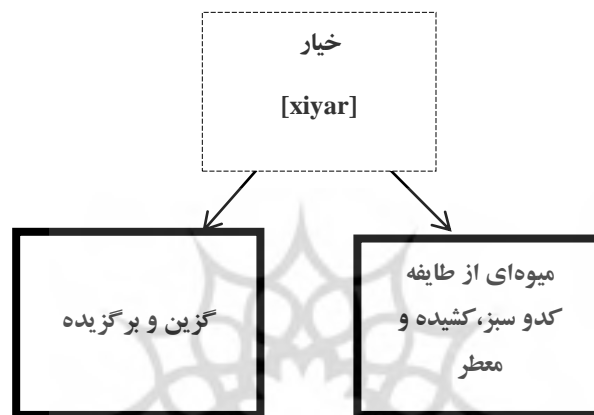 خیار
[xiyar]
میوه‌ای از طایفه
کدو سبز،کشیده و
معطر
گزین و برگزیده